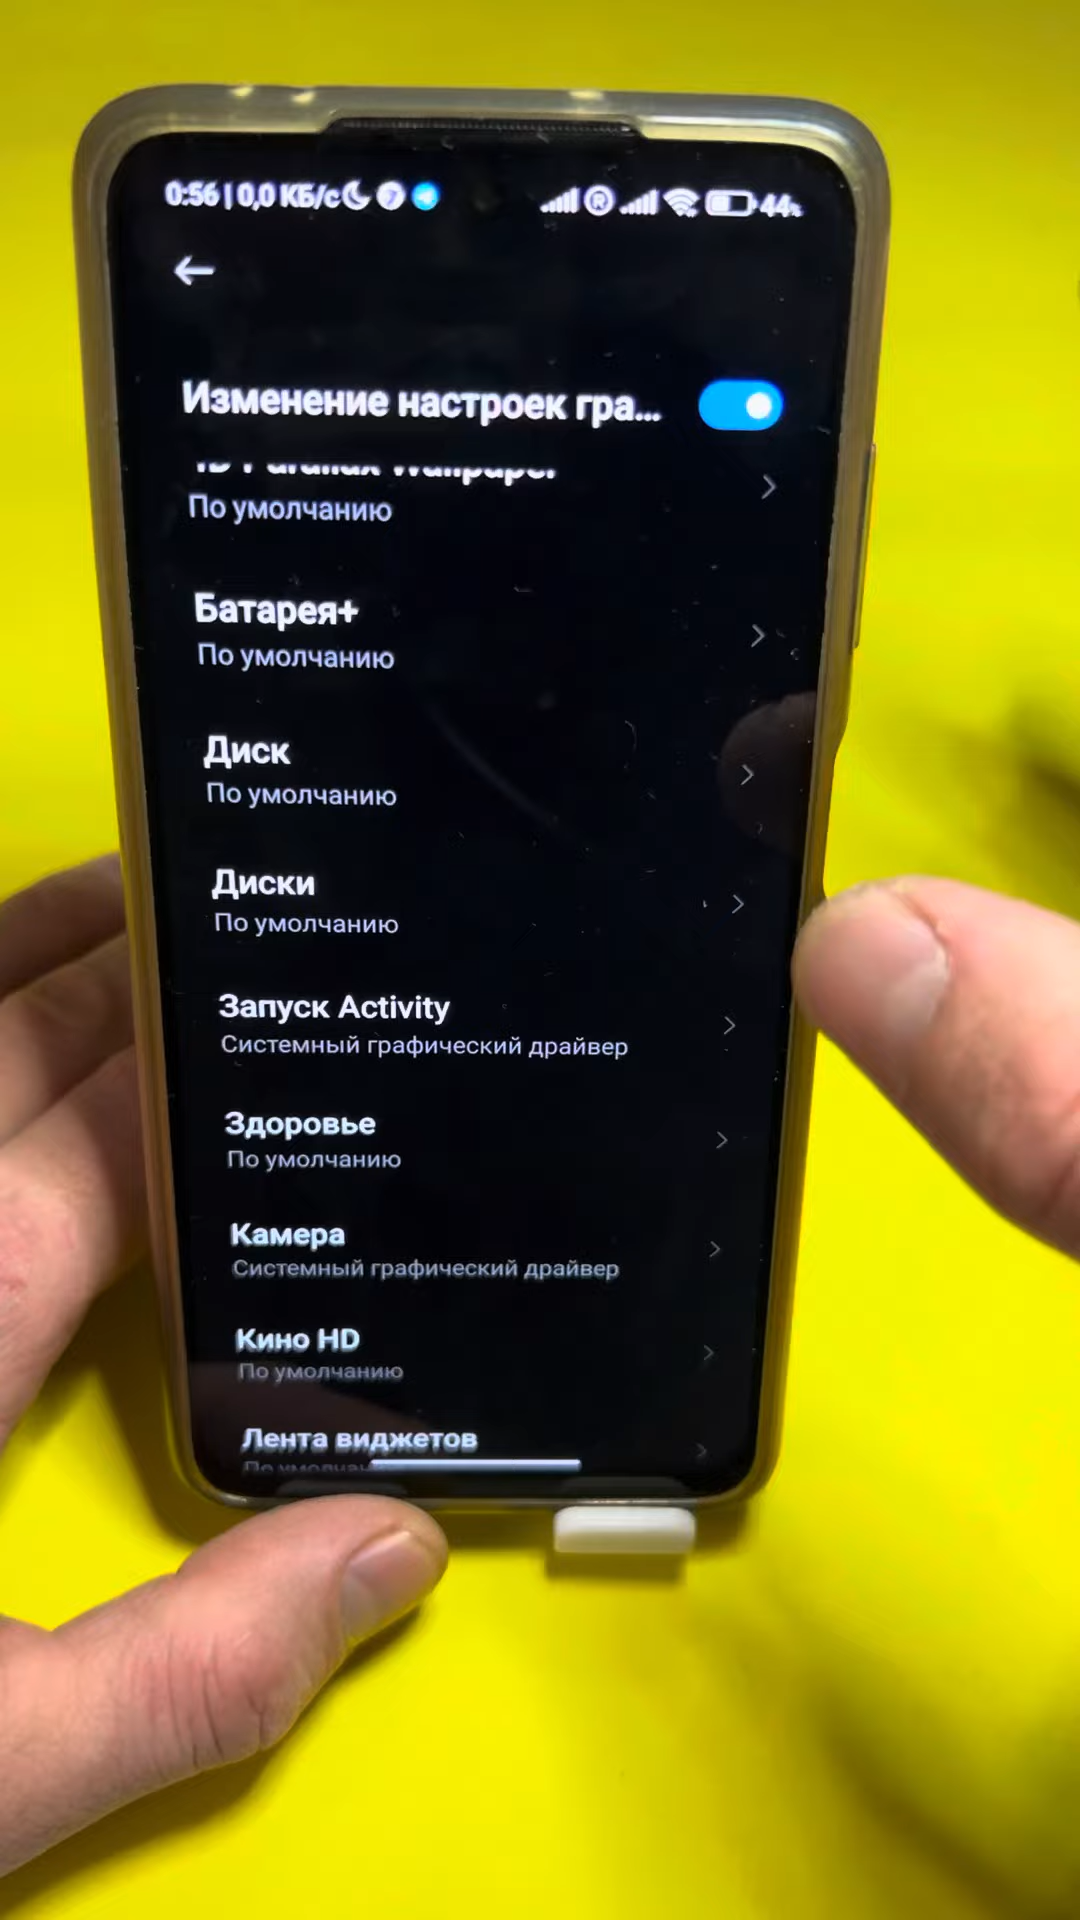 0:56 | 0,0 КБ/с
44%
Изменение настроек гра...
Wallpaper
По умолчанию
Батарея+
По умолчанию
Диск
По умолчанию
Диски
По умолчанию
Запуск Activity
Системный графический драйвер
Здоровье
По умолчанию
Камера
Системный графический драйвер
Кино HD
По умолчанию
Лента виджетов